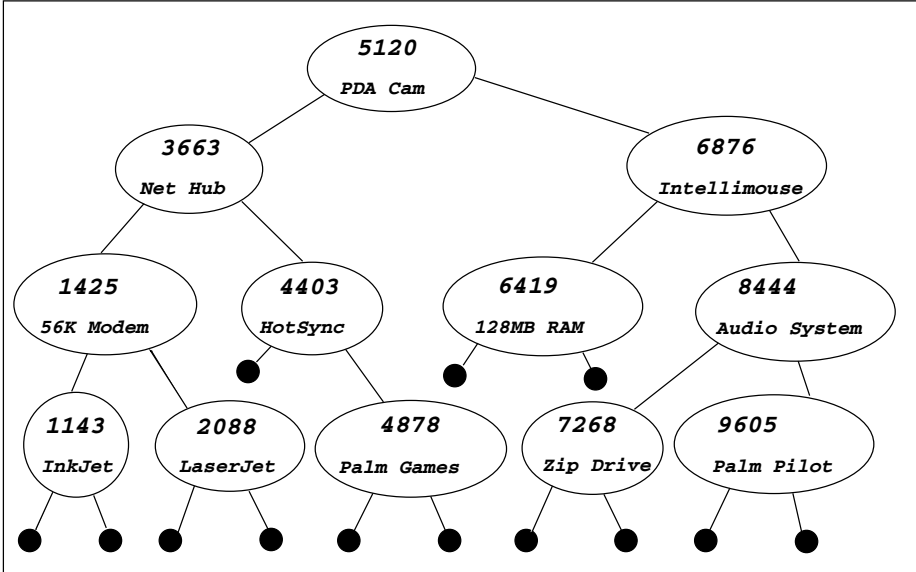 5120
PDA Cam
3663
Net Hub
6876
Intellimouse
1425
56K Modem
4403
HotSync
6419
128MB RAM
8444
Audio System
1143
InkJet
2088
LaserJet
4878
Palm Games
7268
Zip Drive
9605
Palm Pilot